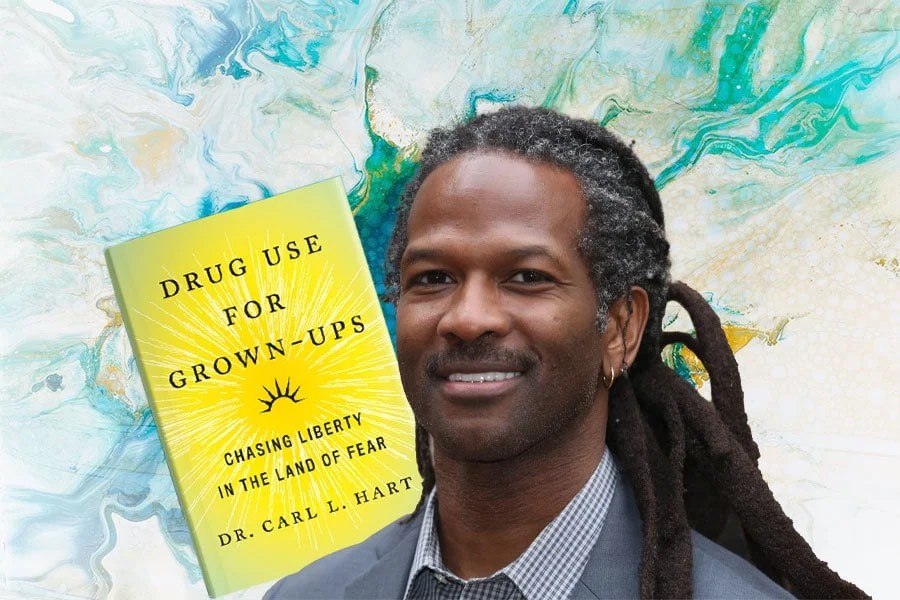 DRUG USE
FOR
GROWN-UPS
CHASING LIBERTY
IN THE LAND OF FEAR
DR. CARL L. HART